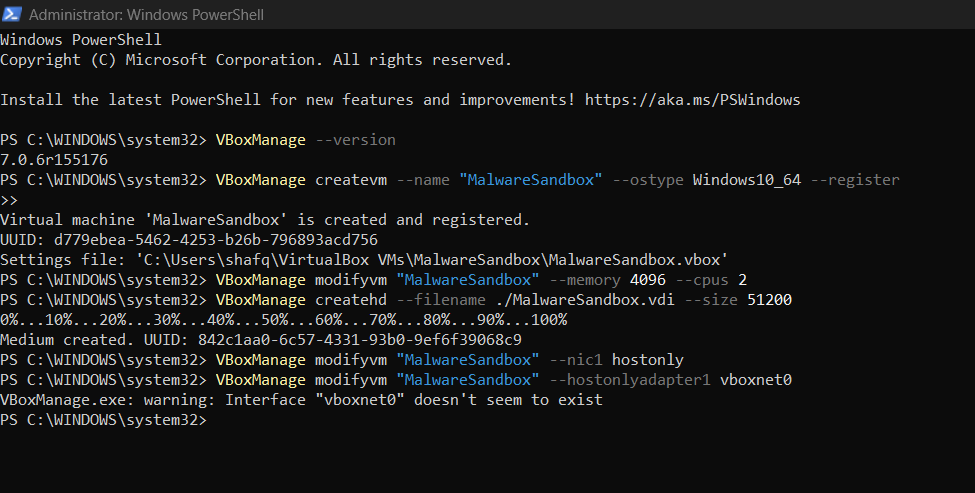 Administrator: Windows PowerShell
Windows PowerShell
Copyright (C) Microsoft Corporation. All rights reserved.
Install the latest PowerShell for new features and improvements! https://aka.ms/PSWindows
PS C:\WINDOWS\system32> VBoxManage --version
7.0.6r155176
PS C:\WINDOWS\system32> VBoxManage createvm --name "MalwareSandbox" --ostype Windows10_64 --register
>>
Virtual machine 'MalwareSandbox' is created and registered.
UUID: d779ebea-5462-4253-b26b-796893acd756
Settings file: 'C:\Users\shafq\VirtualBox VMs\MalwareSandbox\MalwareSandbox.vbox'
PS C:\WINDOWS\system32> VBoxManage modifyvm "MalwareSandbox" --memory 4096 --cpus 2
PS C:\WINDOWS\system32> VBoxManage createhd --filename ./MalwareSandbox.vdi --size 51200
0%...10%...20%...30%...40%...50%...60%...70%...80%...90%...100%
Medium created. UUID: 842c1aa0-6c57-4331-93b0-9ef6f39068c9
PS C:\WINDOWS\system32> VBoxManage modifyvm "MalwareSandbox" --nic1 hostonly
PS C:\WINDOWS\system32> VBoxManage modifyvm "MalwareSandbox" --hostonlyadapter1 vboxnet0
VBoxManage.exe: warning: Interface "vboxnet0" doesn't seem to exist
PS C:\WINDOWS\system32>